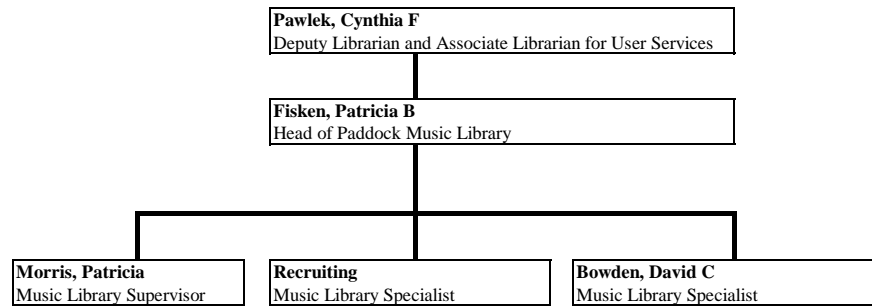 Pawlek, Cynthia F
Deputy Librarian and Associate Librarian for User Services
Fisken, Patricia B
Head of Paddock Music Library
Morris, Patricia
Music Library Supervisor
Recruiting
Music Library Specialist
Bowden, David C
Music Library Specialist